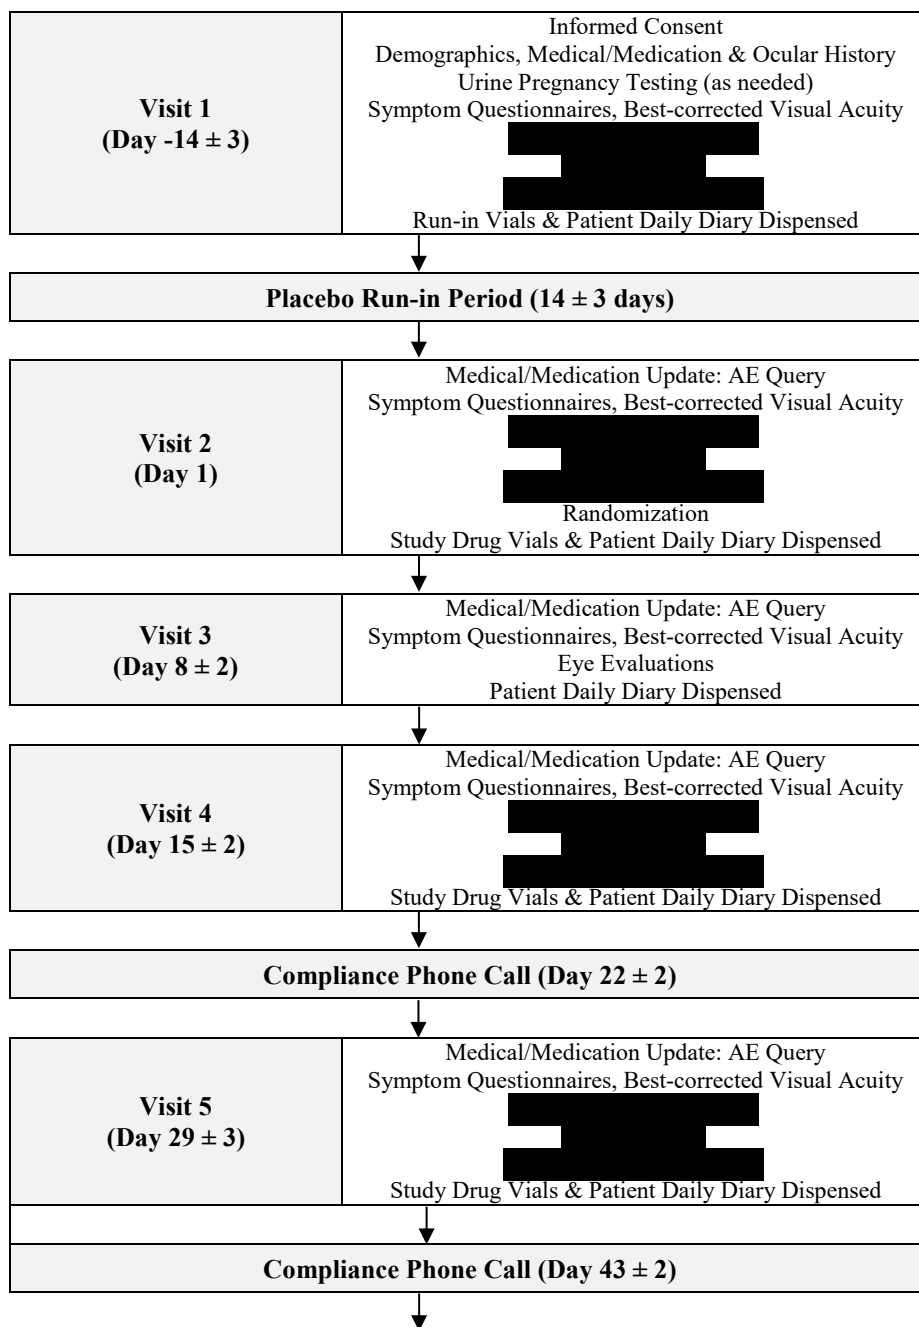 Visit 1
(Day -14 ± 3)
Informed Consent
Demographics, Medical/Medication & Ocular History
Urine Pregnancy Testing (as needed)
Symptom Questionnaires, Best-corrected Visual Acuity
Run-in Vials & Patient Daily Diary Dispensed
Placebo Run-in Period (14 ± 3 days)
Visit 2
(Day 1)
Medical/Medication Update: AE Query
Symptom Questionnaires, Best-corrected Visual Acuity
Randomization
Study Drug Vials & Patient Daily Diary Dispensed
Visit 3
(Day 8 ± 2)
Medical/Medication Update: AE Query
Symptom Questionnaires, Best-corrected Visual Acuity
Eye Evaluations
Patient Daily Diary Dispensed
Visit 4
(Day 15 ± 2)
Medical/Medication Update: AE Query
Symptom Questionnaires, Best-corrected Visual Acuity
Study Drug Vials & Patient Daily Diary Dispensed
Compliance Phone Call (Day 22 ± 2)
Visit 5
(Day 29 ± 3)
Medical/Medication Update: AE Query
Symptom Questionnaires, Best-corrected Visual Acuity
Study Drug Vials & Patient Daily Diary Dispensed
Compliance Phone Call (Day 43 ± 2)